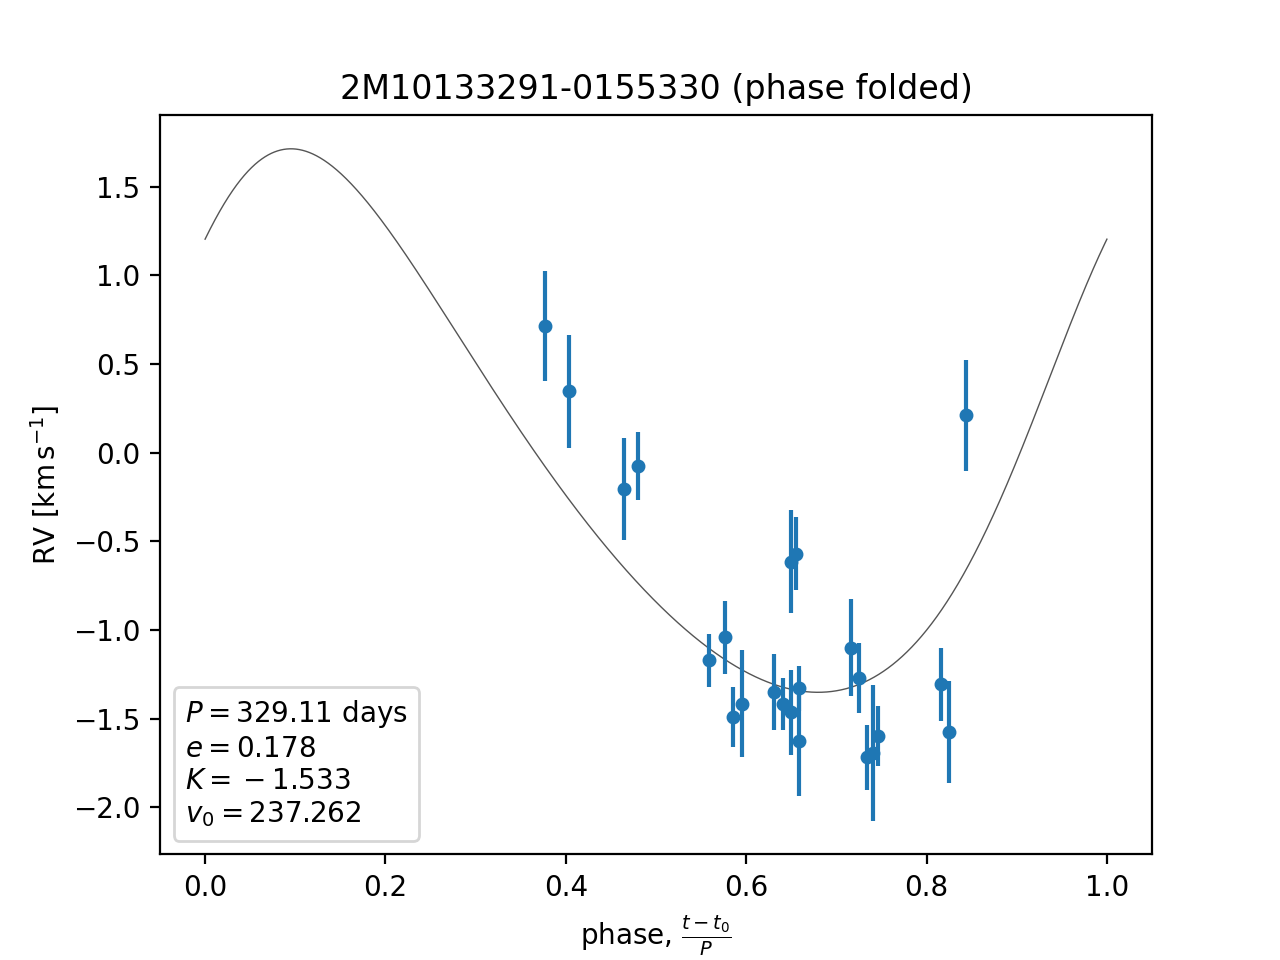 2M10133291-0155330 (phase folded)
RV [km s⁻¹]
1.5
1.0
0.5
0.0
−0.5
−1.0
−1.5
−2.0
P = 329.11 days
e = 0.178
K = −1.533
v₀ = 237.262
0.0 0.2 0.4 0.6 0.8 1.0
phase, (t − t₀)/P